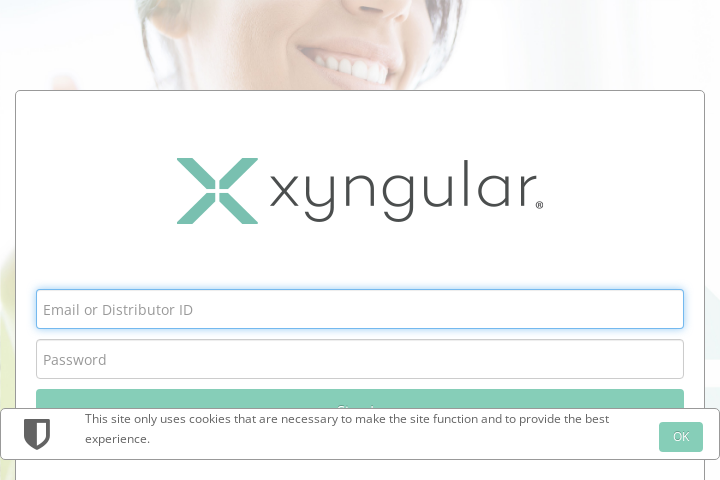 xyngular®
Email or Distributor ID
Password
This site only uses cookies that are necessary to make the site function and to provide the best
experience.
OK